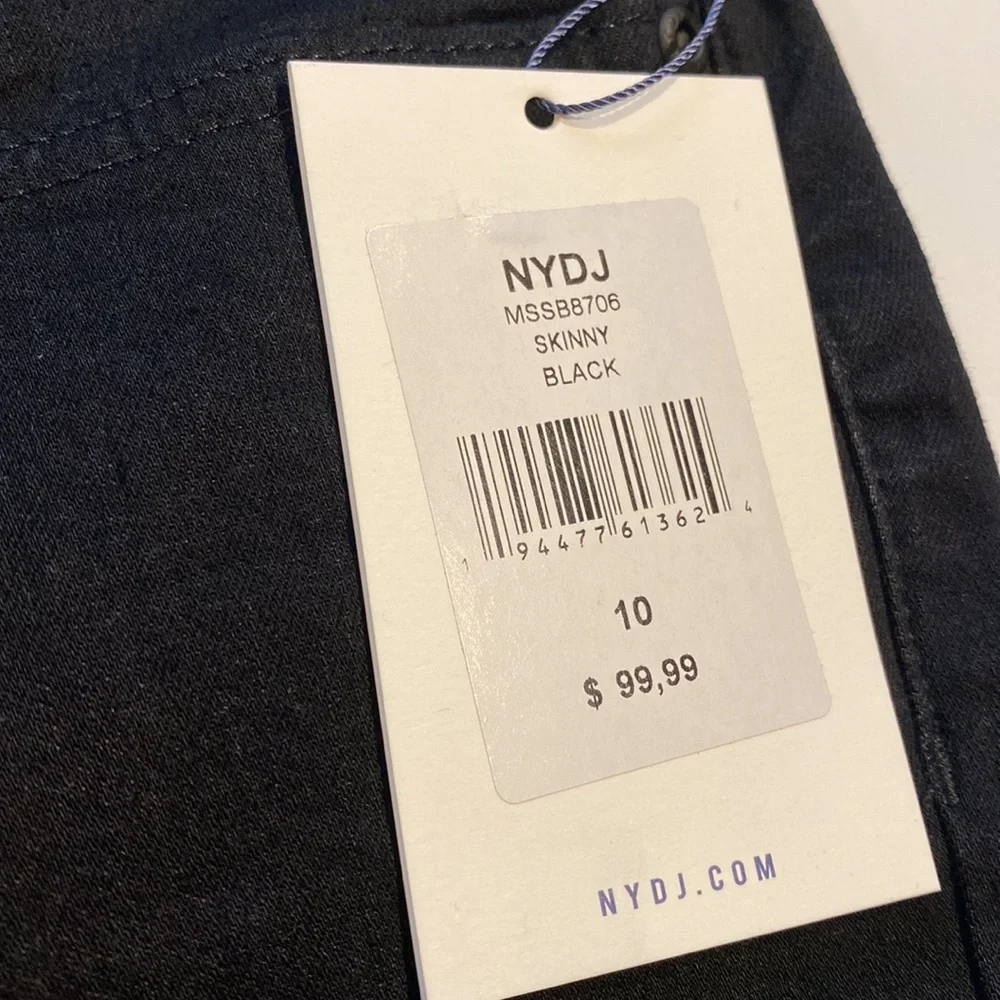 NYDJ
MSSB8706
SKINNY
BLACK
1 94477 61362 4
10
$ 99,99
NYDJ.COM